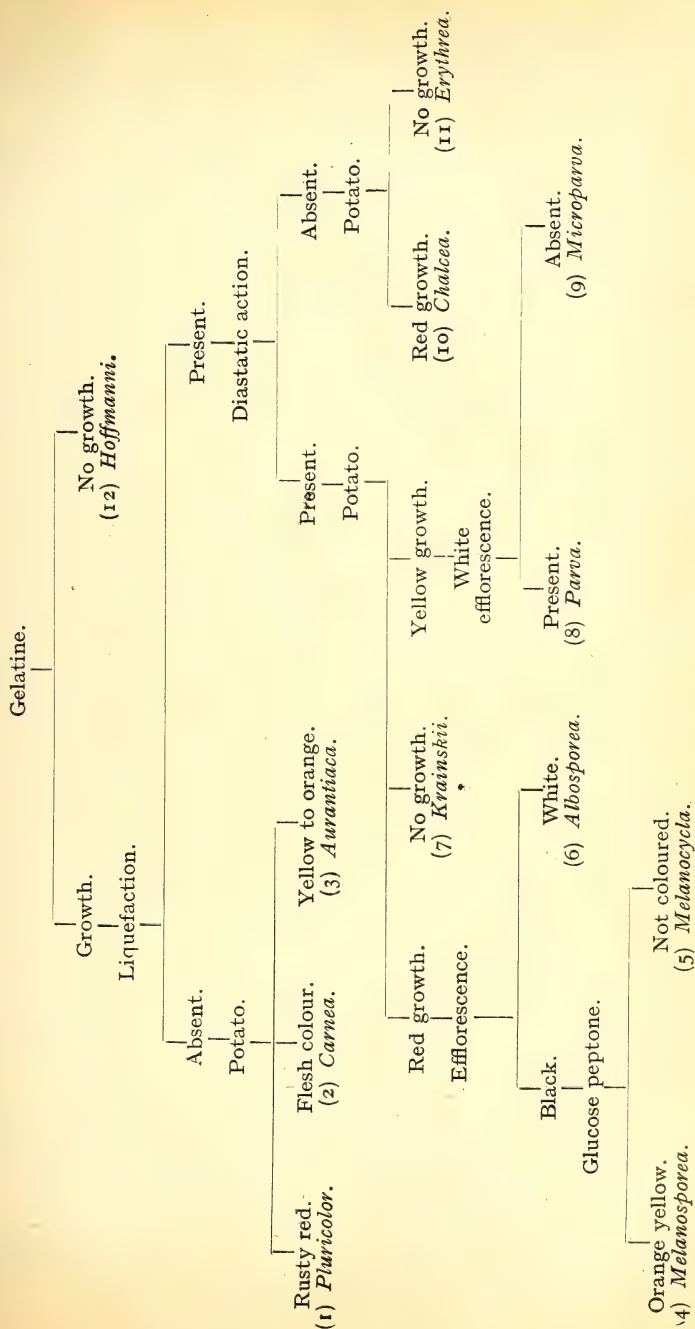 Gelatine.
Growth.
No growth.
(12) Hoffmanni.
Liquefaction.
Absent.
Present.
Potato.
Diastatic action.
Rusty red.
(1) Pluricolor.
Flesh colour.
(2) Carnea.
Yellow to orange.
(3) Aurantiaca.
Present.
Absent.
Potato.
Potato.
Red growth.
No growth.
(7) Krainskii.
Yellow growth.
Red growth.
(10) Chalcea.
No growth.
(11) Erythrea.
Efflorescence.
White
efflorescence.
Black.
White.
(6) Albosporea.
Present.
(8) Parva.
Absent.
(9) Microparva.
Glucose peptone.
Orange yellow.
(4) Melanosporea.
Not coloured.
(5) Melanocycla.